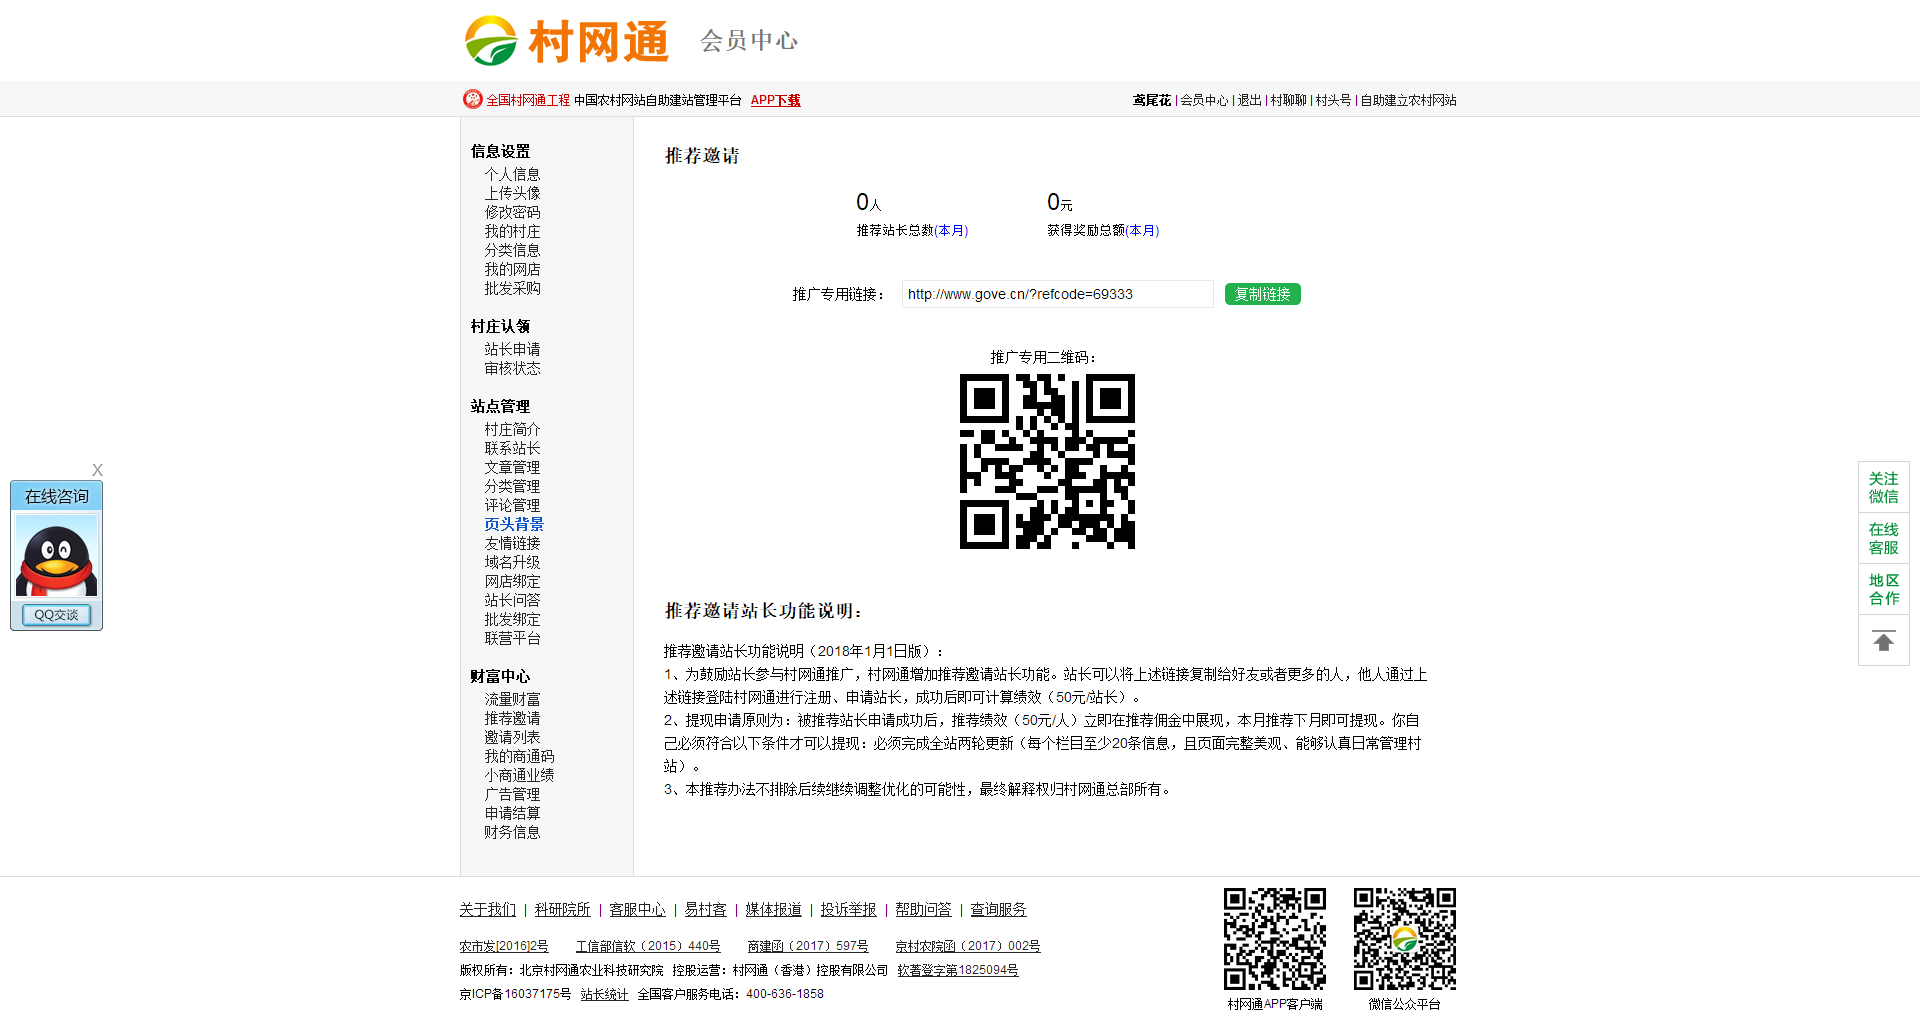 村网通 会员中心
全国村网通工程 中国农村网站自助建站管理平台 APP下载
鸢尾花 | 会员中心 | 退出 | 村聊聊 | 村头号 | 自助建立农村网站
信息设置
个人信息
上传头像
修改密码
我的村庄
分类信息
我的网店
批发采购
村庄认领
站长申请
审核状态
站点管理
村庄简介
联系站长
文章管理
分类管理
评论管理
页头背景
友情链接
域名升级
网店绑定
站长问答
批发绑定
联营平台
财富中心
流量财富
推荐邀请
邀请列表
我的商通码
小商通业绩
广告管理
申请结算
财务信息
推荐邀请
0人 0元
推荐站长总数(本月) 获得奖励总额(本月)
推广专用链接： http://www.gove.cn/?refcode=69333 复制链接
推广专用二维码：
推荐邀请站长功能说明：
推荐邀请站长功能说明（2018年1月1日版）：
1、为鼓励站长参与村网通推广，村网通增加推荐邀请站长功能。站长可以将上述链接复制给好友或者更多的人，他人通过上
述链接登陆村网通进行注册、申请站长，成功后即可计算绩效（50元/站长）。
2、提现申请原则为：被推荐站长申请成功后，推荐绩效（50元/人）立即在推荐佣金中展现，本月推荐下月即可提现。你自
己必须符合以下条件才可以提现：必须完成全站两轮更新（每个栏目至少20条信息，且页面完整美观、能够认真日常管理村
站）。
3、本推荐办法不排除后续继续调整优化的可能性，最终解释权归村网通总部所有。
X
在线咨询
QQ交谈
关注
微信
在线
客服
地区
合作
关于我们 | 科研院所 | 客服中心 | 易村客 | 媒体报道 | 投诉举报 | 帮助问答 | 查询服务
农市发[2016]2号 工信部信软（2015）440号 商建函（2017）597号 京村农院函（2017）002号
版权所有：北京村网通农业科技研究院 控股运营：村网通（香港）控股有限公司 软著登字第1825094号
京ICP备16037175号 站长统计 全国客户服务电话：400-636-1858
村网通APP客户端 微信公众平台